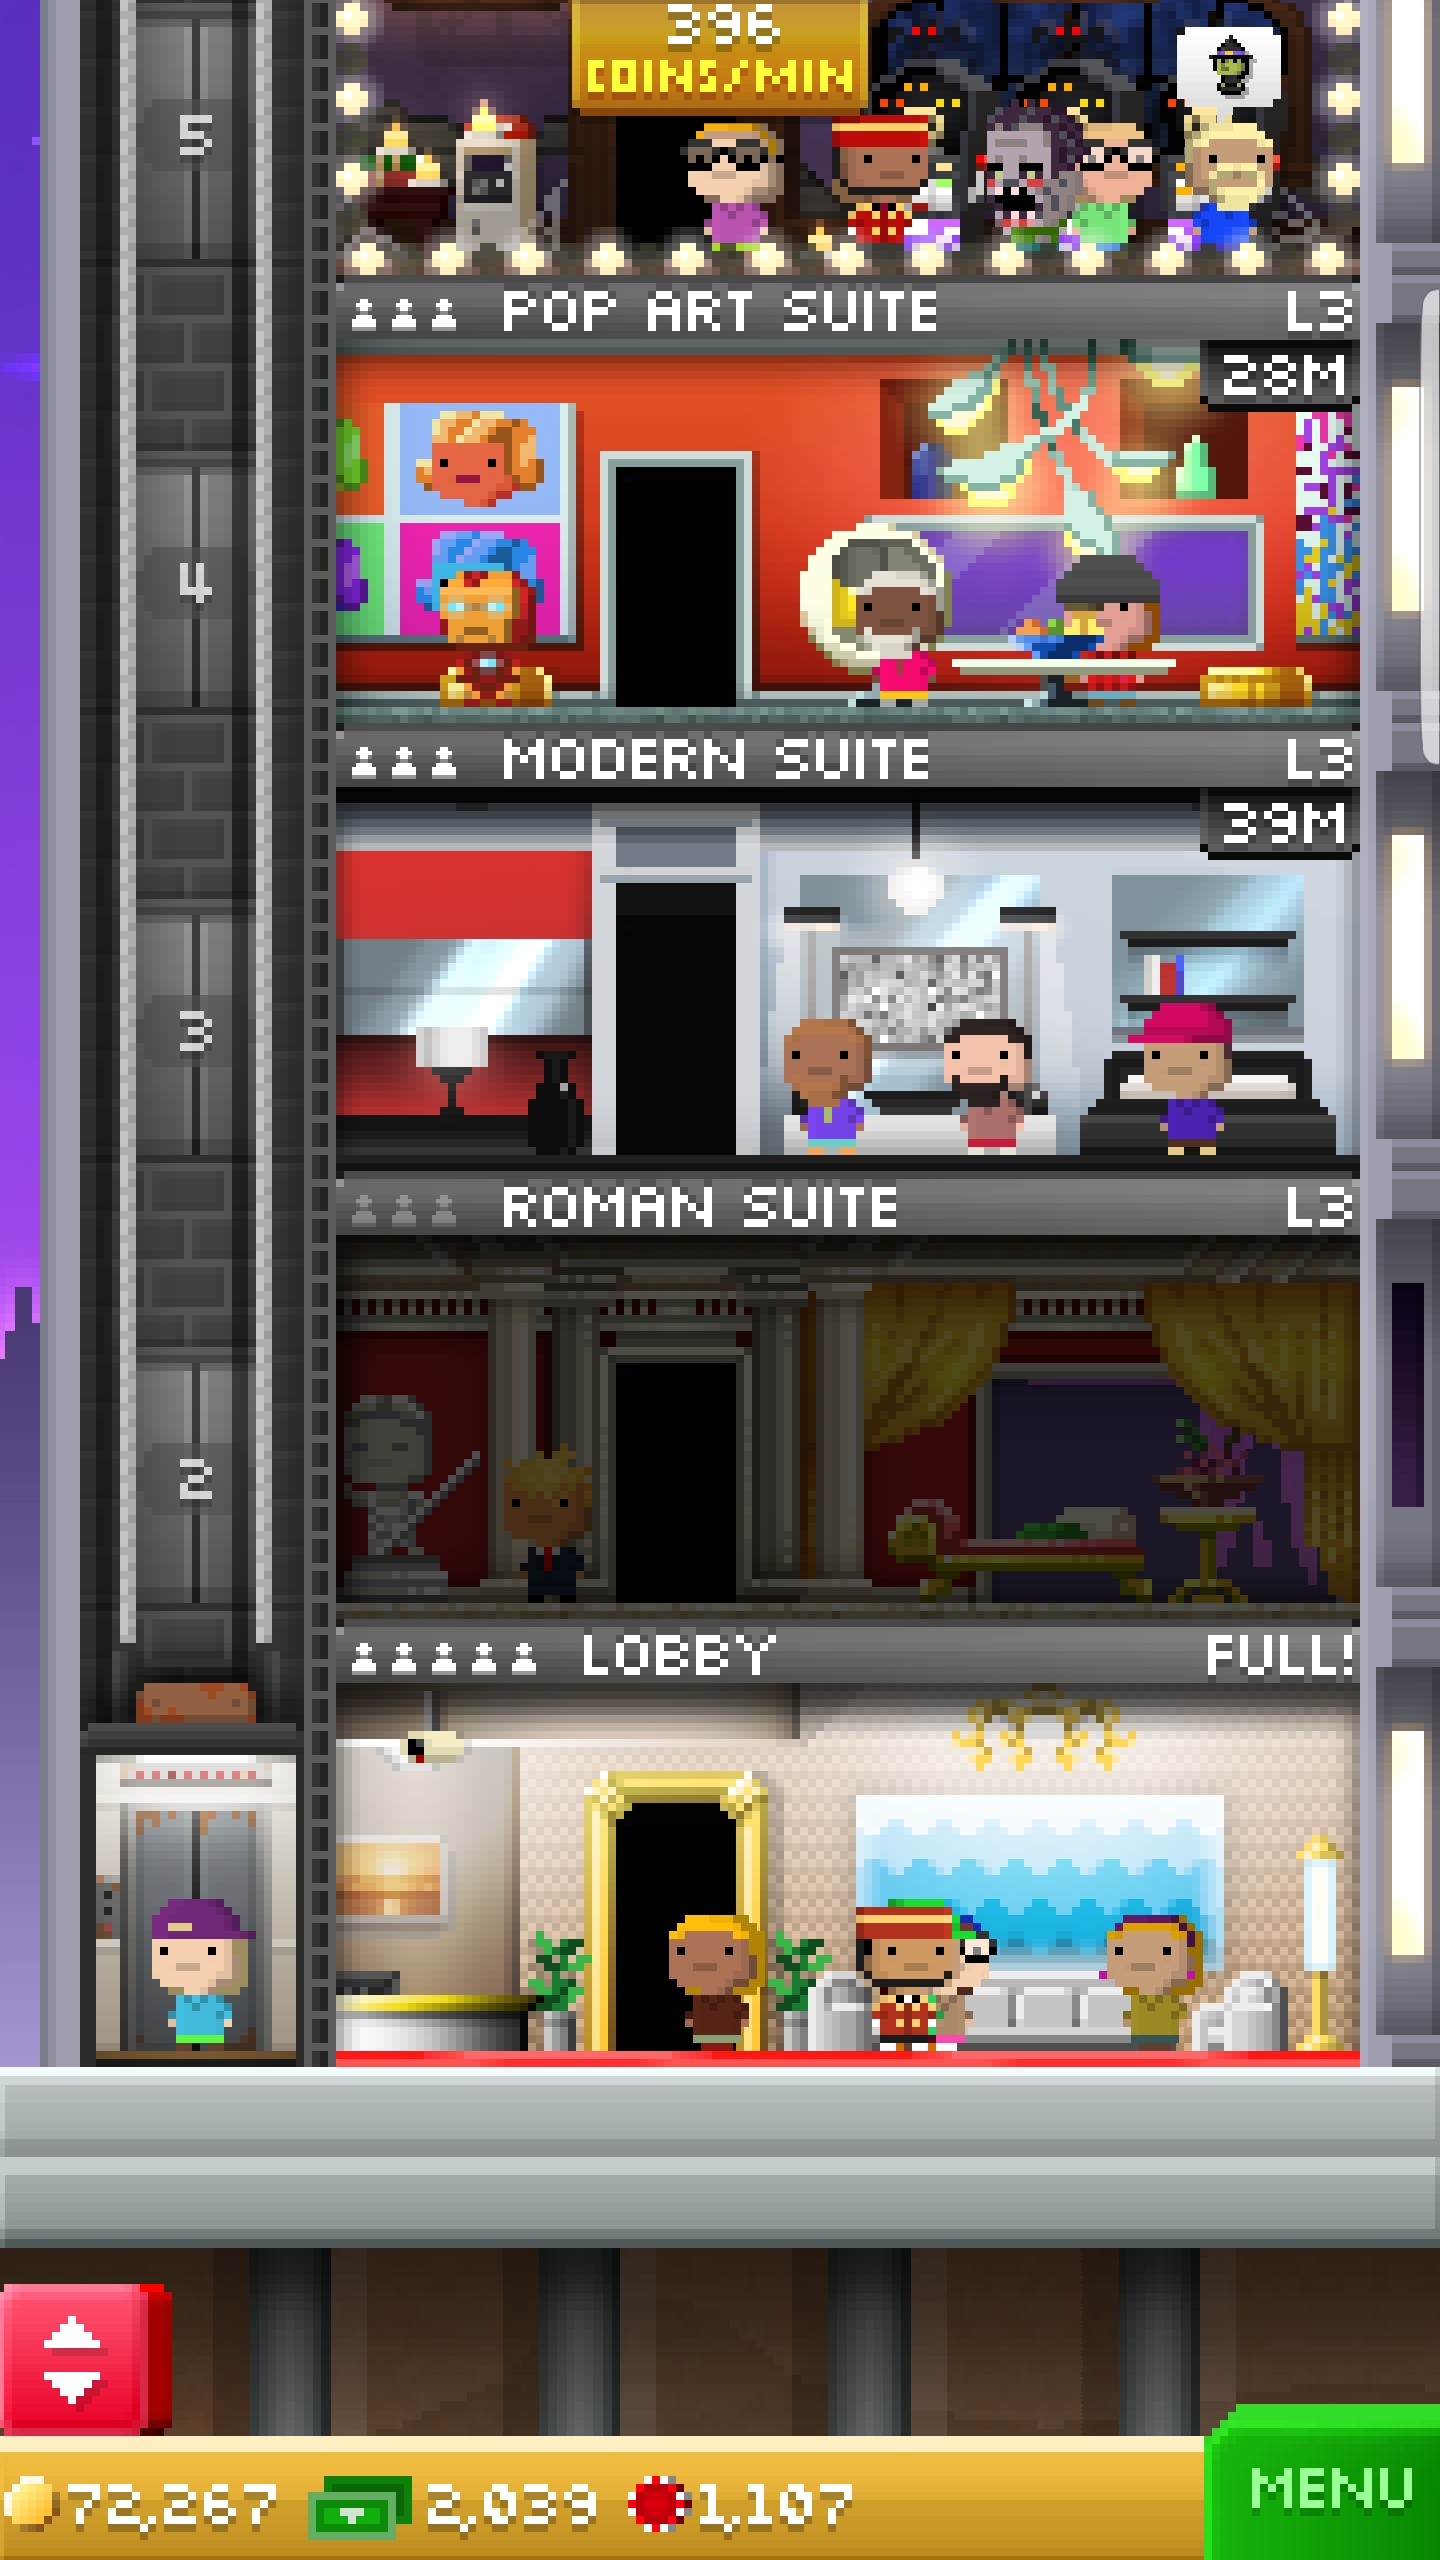 396
COINS/MIN
5
POP ART SUITE L3
28M
4
MODERN SUITE L3
39M
3
ROMAN SUITE L3
2
LOBBY FULL!
72,267 2,039 1,107
MENU